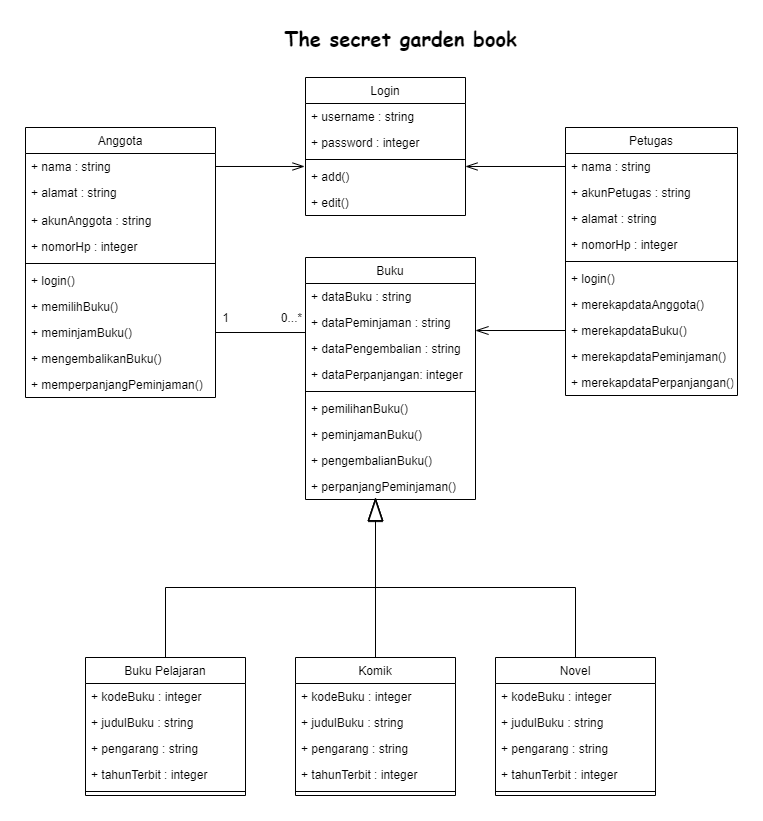 The secret garden book
Login
+ username : string
+ password : integer
+ add()
+ edit()
Anggota
+ nama : string
+ alamat : string
+ akunAnggota : string
+ nomorHp : integer
+ login()
+ memilihBuku()
+ meminjamBuku()
+ mengembalikanBuku()
+ memperpanjangPeminjaman()
Petugas
+ nama : string
+ akunPetugas : string
+ alamat : string
+ nomorHp : integer
+ login()
+ merekapdataAnggota()
+ merekapdataBuku()
+ merekapdataPeminjaman()
+ merekapdataPerpanjangan()
1
0...*
Buku
+ dataBuku : string
+ dataPeminjaman : string
+ dataPengembalian : string
+ dataPerpanjangan: integer
+ pemilihanBuku()
+ peminjamanBuku()
+ pengembalianBuku()
+ perpanjangPeminjaman()
Buku Pelajaran
+ kodeBuku : integer
+ judulBuku : string
+ pengarang : string
+ tahunTerbit : integer
Komik
+ kodeBuku : integer
+ judulBuku : string
+ pengarang : string
+ tahunTerbit : integer
Novel
+ kodeBuku : integer
+ judulBuku : string
+ pengarang : string
+ tahunTerbit : integer